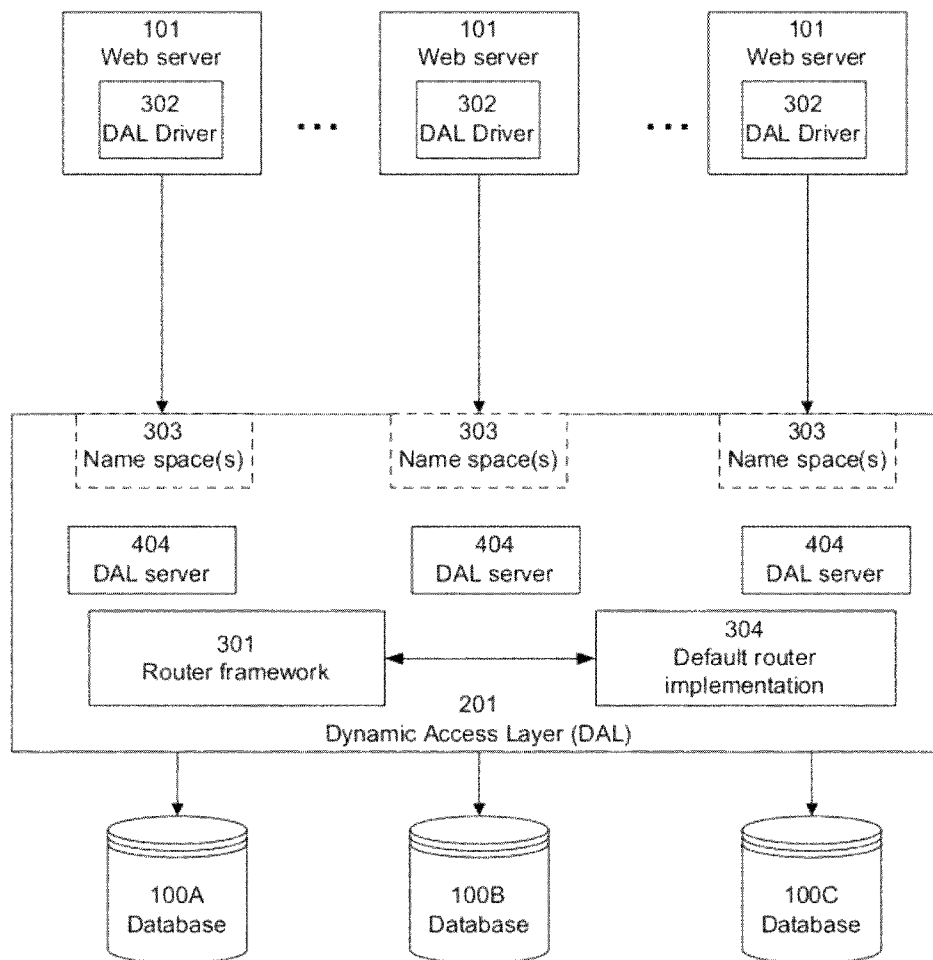 101
Web server
302
DAL Driver
101
Web server
302
DAL Driver
101
Web server
302
DAL Driver
303
Name space(s)
303
Name space(s)
303
Name space(s)
404
DAL server
404
DAL server
404
DAL server
301
Router framework
304
Default router
implementation
201
Dynamic Access Layer (DAL)
100A
Database
100B
Database
100C
Database